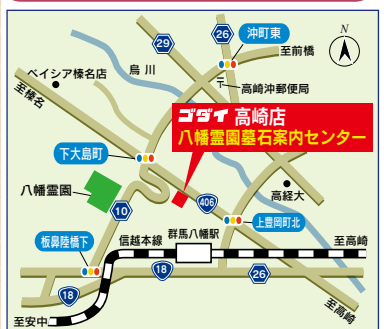 N
26
沖町東
29
至前橋
10
ベイシア榛名店
烏川
〒
高崎沖郵便局
至榛名
ゴダイ 高崎店
八幡霊園墓石案内センター
下大島町
八幡霊園
高経大
406
10
上豊岡町北
板鼻陸橋下
信越本線
群馬八幡駅
至高崎
18
26
18
至安中
至高崎